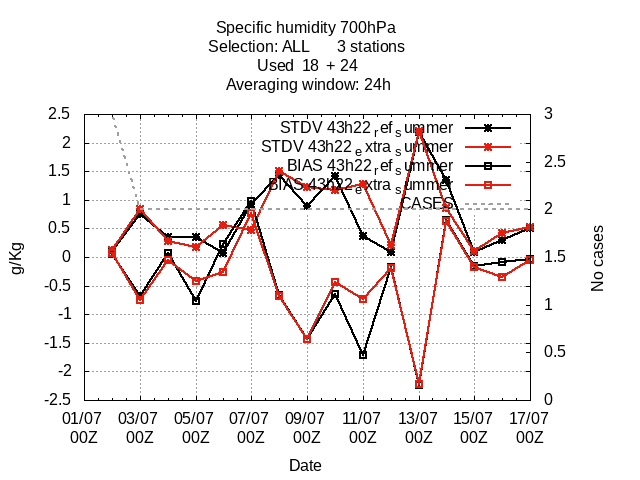 Specific humidity 700hPa
Selection: ALL 3 stations
Used 18 + 24
Averaging window: 24h
STDV 43h22refsummer
STDV 43h22extrasummer
BIAS 43h22refsummer
BIAS 43h22extrasummer
CASES
2.5
2
1.5
1
0.5
0
-0.5
-1
-1.5
-2
-2.5
g/Kg
3
2.5
2
1.5
1
0.5
0
No cases
01/07 03/07 05/07 07/07 09/07 11/07 13/07 15/07 17/07
00Z 00Z 00Z 00Z 00Z 00Z 00Z 00Z 00Z
Date